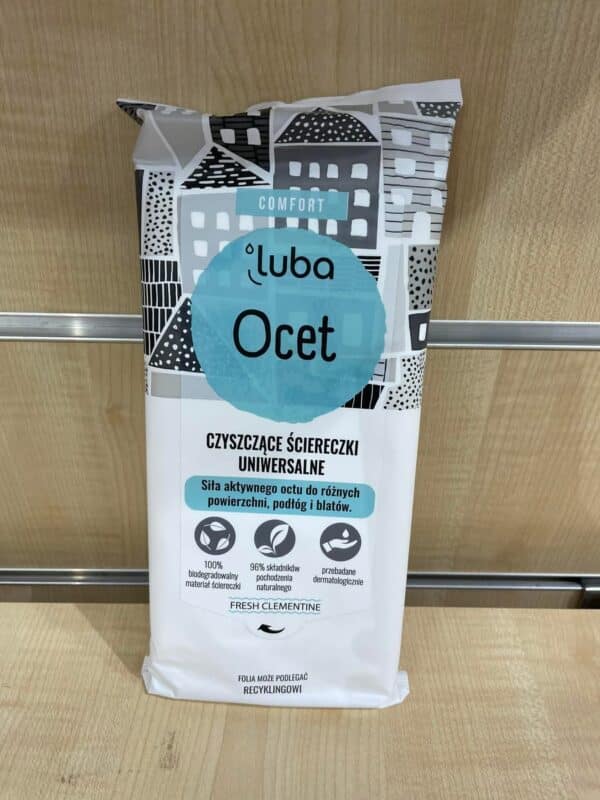 COMFORT
luba
Ocet
CZYSZCZĄCE ŚCIERECZKI
UNIWERSALNE
Siła aktywnego octu do różnych
powierzchni, podłóg i blatów.
100%
biodegradowalny
materiał ściereczki
96% składników
pochodzenia
naturalnego
przebadane
dermatologicznie
FRESH CLEMENTINE
FOLIA MOŻE PODLEGAĆ
RECYKLINGOWI